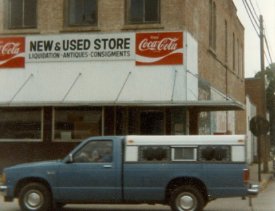 Coca-Cola
NEW & USED STORE
LIQUIDATION · ANTIQUES · CONSIGNMENTS
Coca-Cola